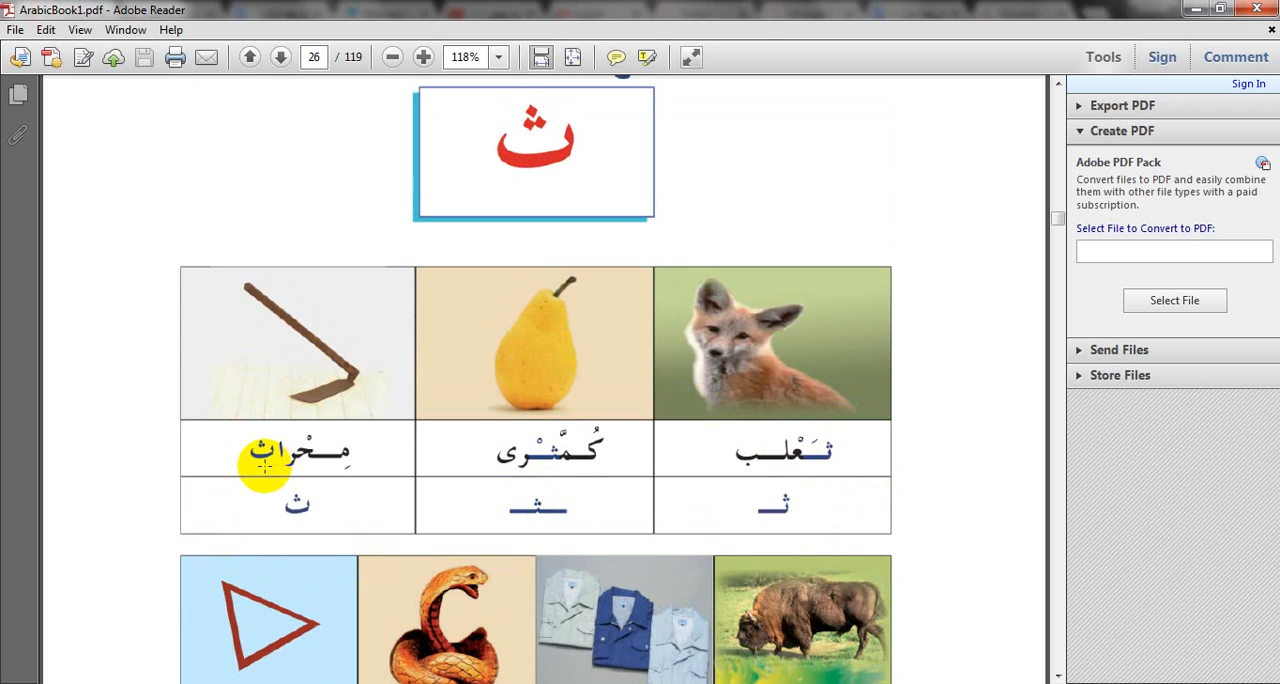 ArabicBook1.pdf - Adobe Reader
File Edit View Window Help
26 / 119 118% Tools Sign Comment
Sign In
Export PDF
Create PDF
Adobe PDF Pack
Convert files to PDF and easily combine
them with other file types with a paid
subscription.
Select File to Convert to PDF:
Select File
Send Files
Store Files
ث
ثَعْلَب كُمَّثْرى مِحْراث
ثـ ـثـ ث